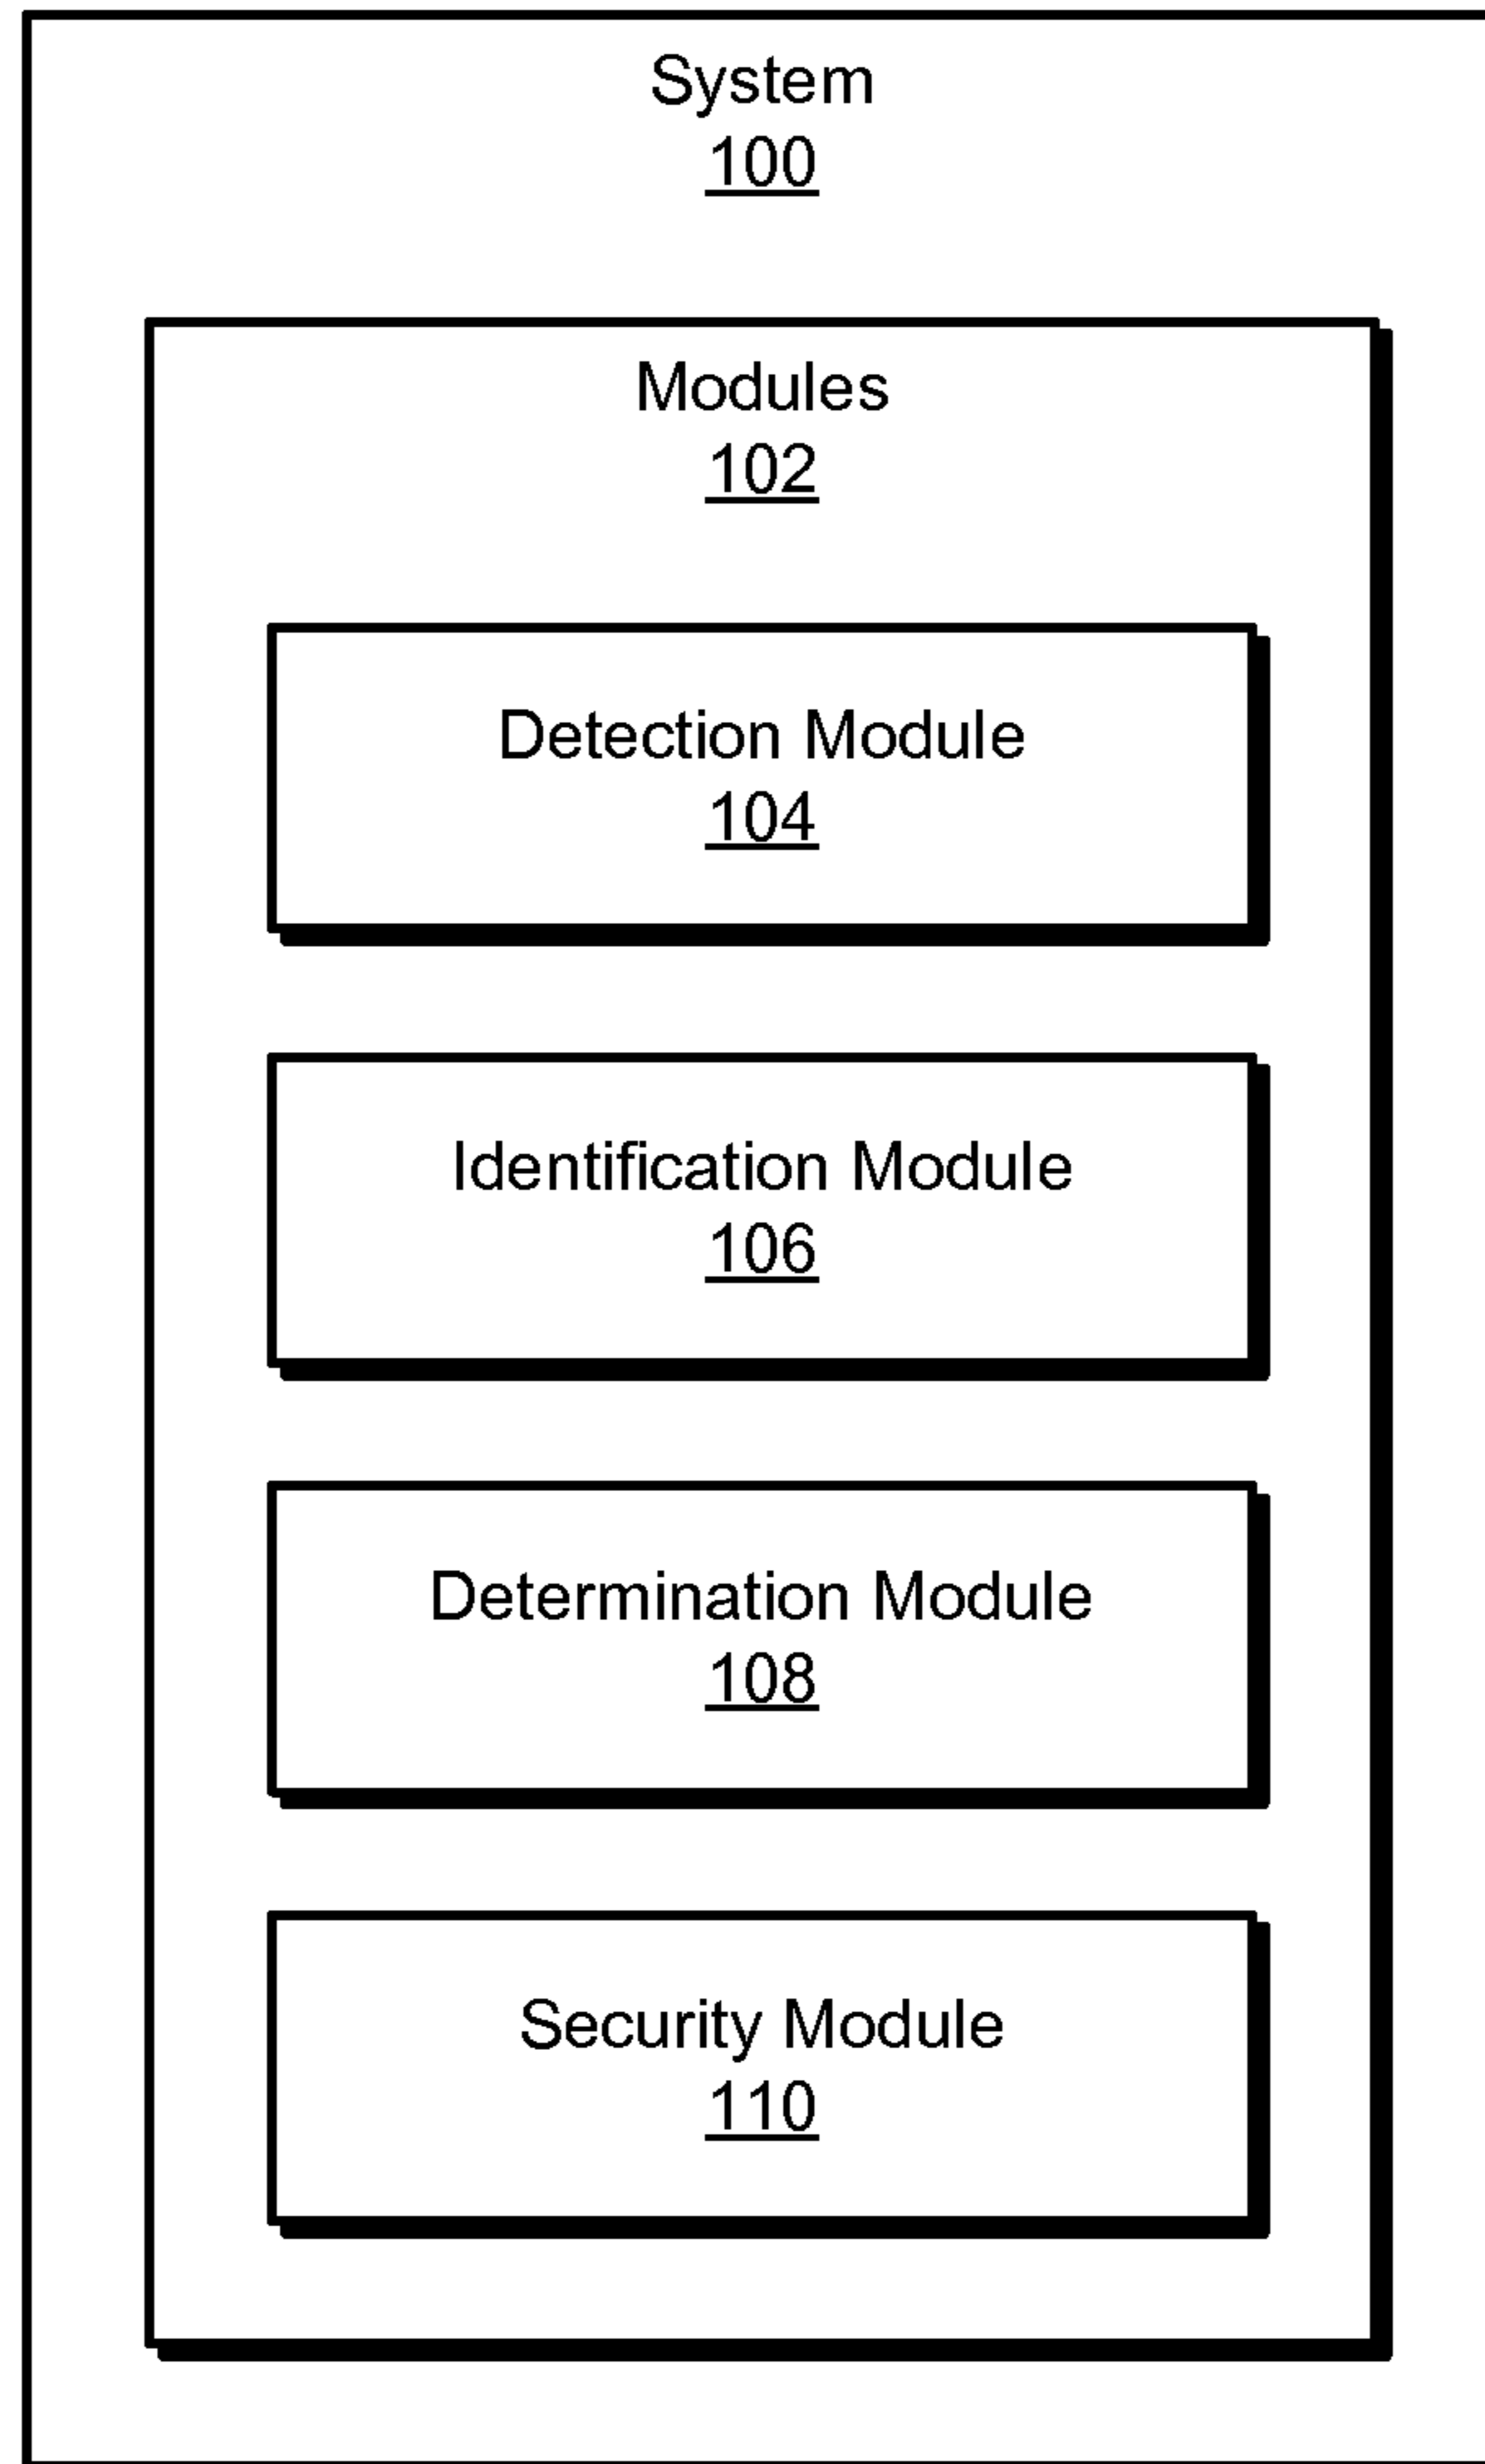 System
100
Modules
102
Detection Module
104
Identification Module
106
Determination Module
108
Security Module
110